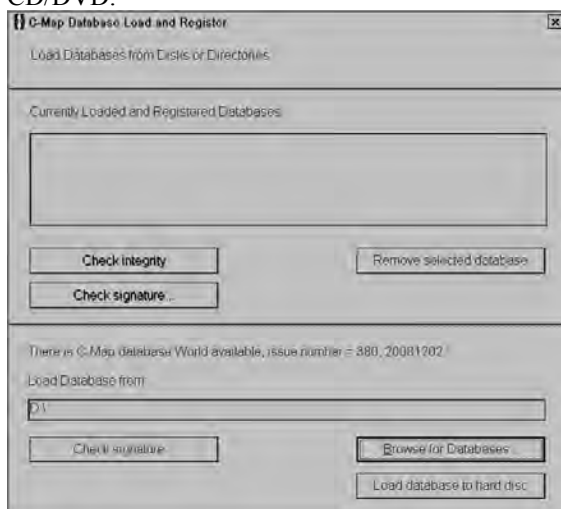 CD/DVD.
C-Map Database Load and Register
Load Databases from Disks or Directories
Currently Loaded and Registered Databases
Check integrity
Remove selected database
Check signature...
There is C-Map database World available, issue number = 380, 20081202
Load Database from
D:\
Check signature
Browse for Databases...
Load database to hard disc